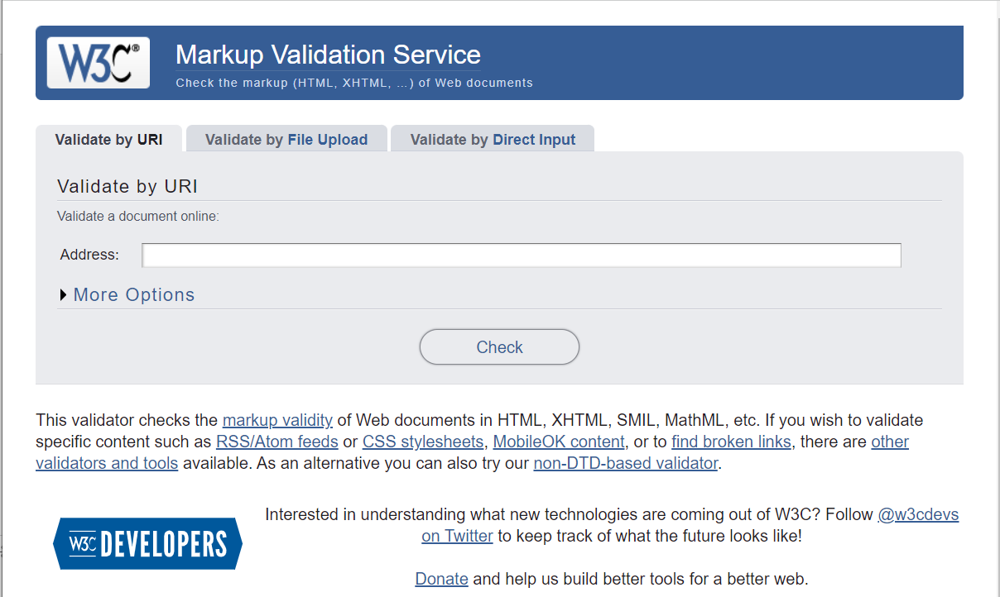 W3C®
Markup Validation Service
Check the markup (HTML, XHTML, …) of Web documents
Validate by URI
Validate by File Upload
Validate by Direct Input
Validate by URI
Validate a document online:
Address:
More Options
Check
This validator checks the markup validity of Web documents in HTML, XHTML, SMIL, MathML, etc. If you wish to validate
specific content such as RSS/Atom feeds or CSS stylesheets, MobileOK content, or to find broken links, there are other
validators and tools available. As an alternative you can also try our non-DTD-based validator.
W3C DEVELOPERS
Interested in understanding what new technologies are coming out of W3C? Follow @w3cdevs
on Twitter to keep track of what the future looks like!
Donate and help us build better tools for a better web.